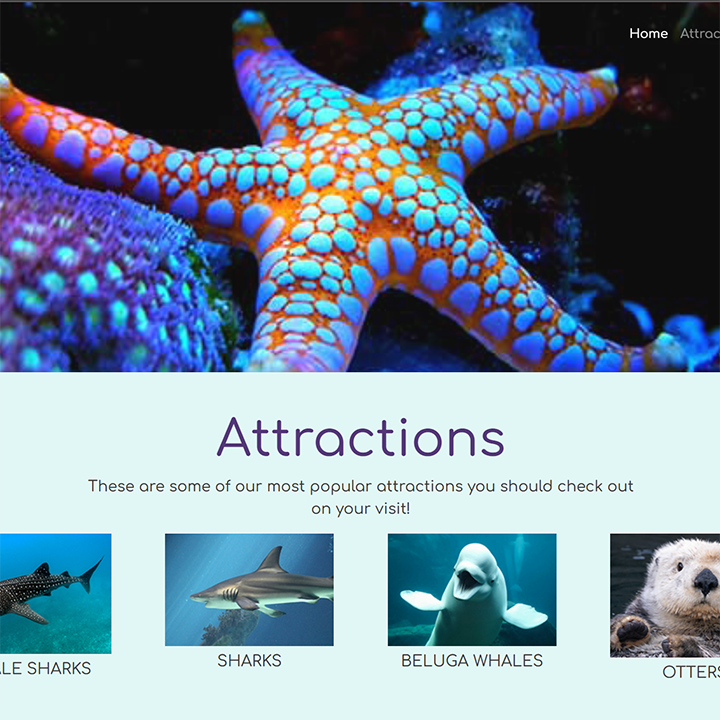 Home Attrac
Attractions
These are some of our most popular attractions you should check out
on your visit!
LE SHARKS
SHARKS
BELUGA WHALES
OTTERS